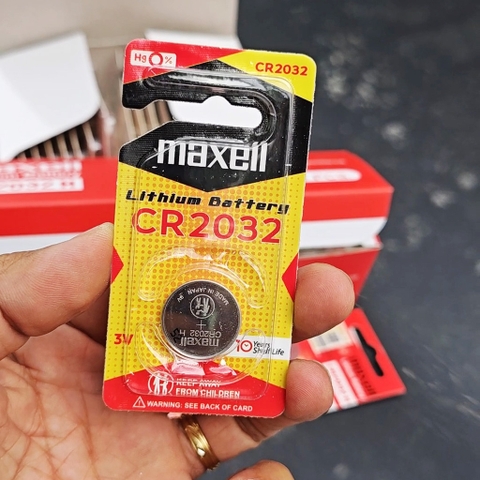 Hg 0%
CR2032
maxell
Lithium Battery
CR2032
MADE IN JAPAN
3V
+
maxell
CR2032 H
3V
10 Years
Shelf Life
KEEP AWAY
FROM CHILDREN
WARNING: SEE BACK OF CARD